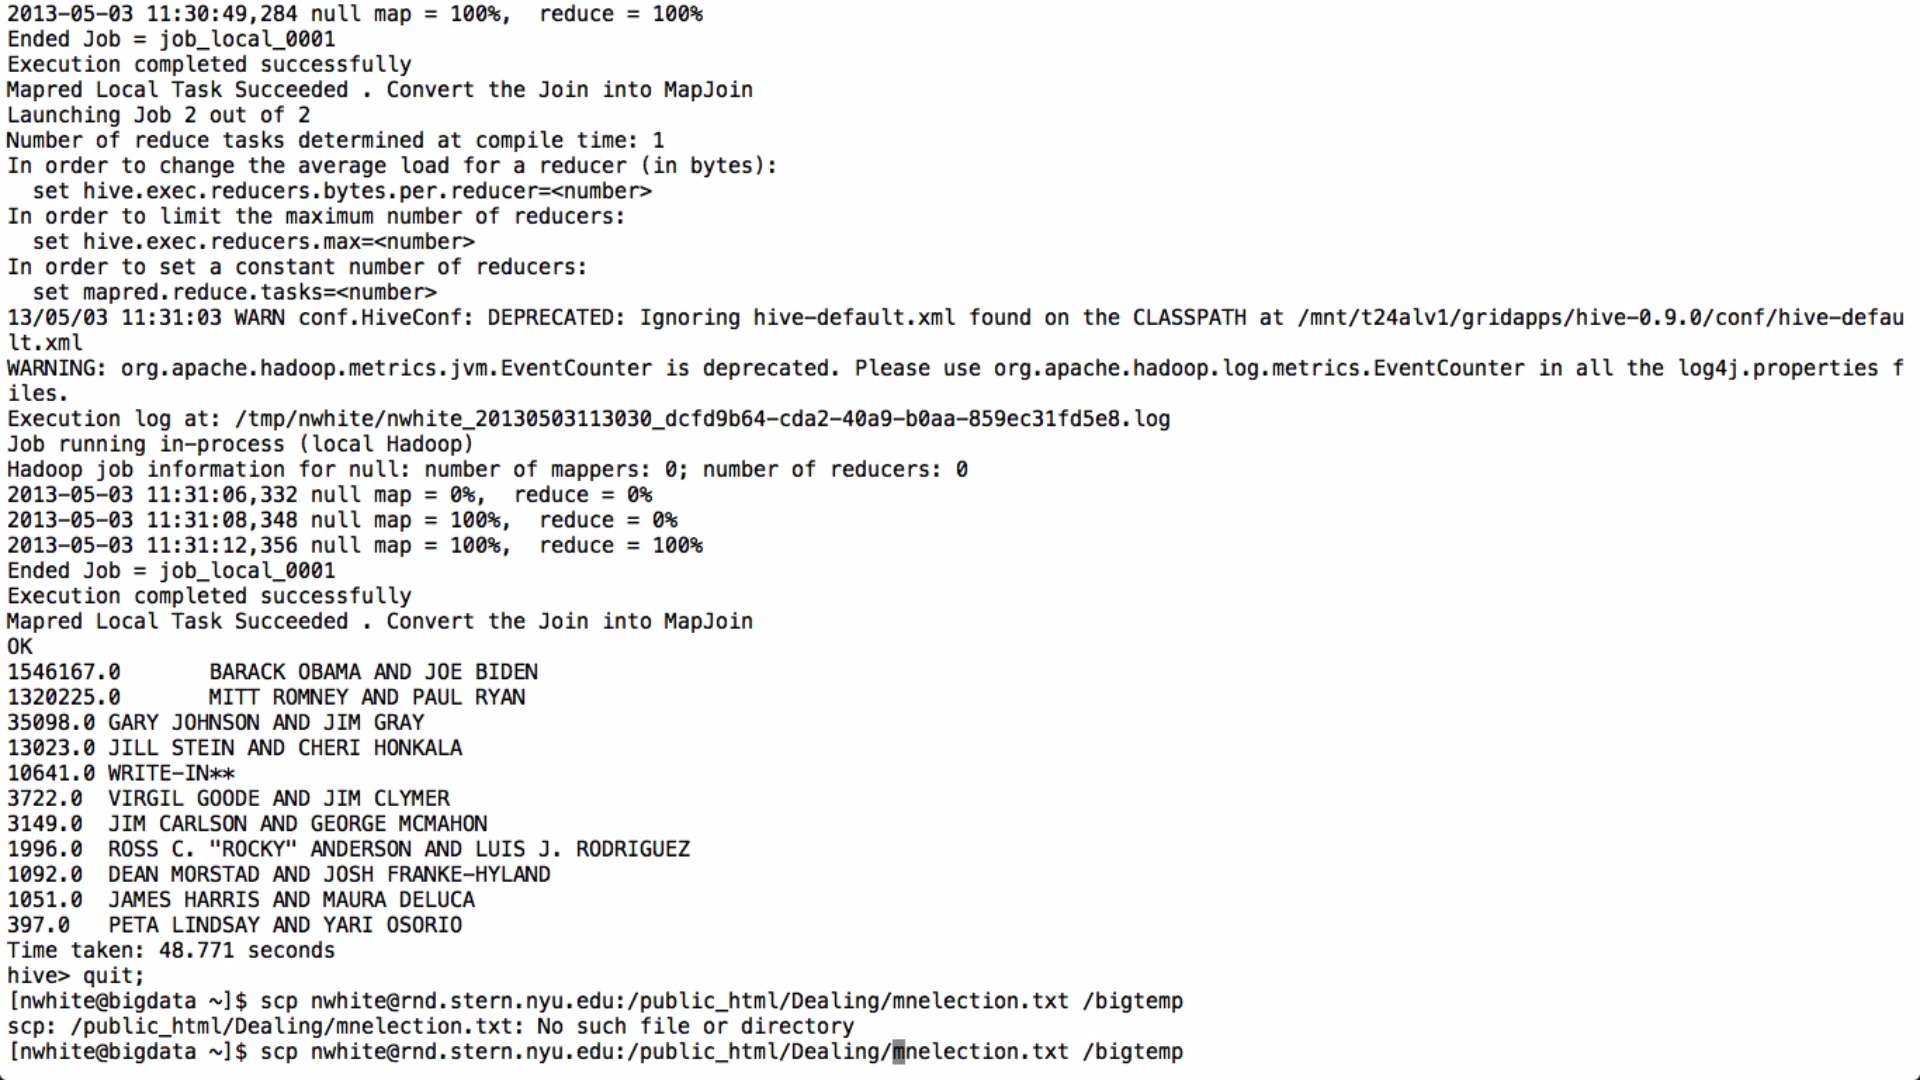 2013-05-03 11:30:49,284 null map = 100%,  reduce = 100%
Ended Job = job_local_0001
Execution completed successfully
Mapred Local Task Succeeded . Convert the Join into MapJoin
Launching Job 2 out of 2
Number of reduce tasks determined at compile time: 1
In order to change the average load for a reducer (in bytes):
  set hive.exec.reducers.bytes.per.reducer=<number>
In order to limit the maximum number of reducers:
  set hive.exec.reducers.max=<number>
In order to set a constant number of reducers:
  set mapred.reduce.tasks=<number>
13/05/03 11:31:03 WARN conf.HiveConf: DEPRECATED: Ignoring hive-default.xml found on the CLASSPATH at /mnt/t24alv1/gridapps/hive-0.9.0/conf/hive-defau
lt.xml
WARNING: org.apache.hadoop.metrics.jvm.EventCounter is deprecated. Please use org.apache.hadoop.log.metrics.EventCounter in all the log4j.properties f
iles.
Execution log at: /tmp/nwhite/nwhite_20130503113030_dcfd9b64-cda2-40a9-b0aa-859ec31fd5e8.log
Job running in-process (local Hadoop)
Hadoop job information for null: number of mappers: 0; number of reducers: 0
2013-05-03 11:31:06,332 null map = 0%,  reduce = 0%
2013-05-03 11:31:08,348 null map = 100%,  reduce = 0%
2013-05-03 11:31:12,356 null map = 100%,  reduce = 100%
Ended Job = job_local_0001
Execution completed successfully
Mapred Local Task Succeeded . Convert the Join into MapJoin
OK
1546167.0       BARACK OBAMA AND JOE BIDEN
1320225.0       MITT ROMNEY AND PAUL RYAN
35098.0 GARY JOHNSON AND JIM GRAY
13023.0 JILL STEIN AND CHERI HONKALA
10641.0 WRITE-IN**
3722.0  VIRGIL GOODE AND JIM CLYMER
3149.0  JIM CARLSON AND GEORGE MCMAHON
1996.0  ROSS C. "ROCKY" ANDERSON AND LUIS J. RODRIGUEZ
1092.0  DEAN MORSTAD AND JOSH FRANKE-HYLAND
1051.0  JAMES HARRIS AND MAURA DELUCA
397.0   PETA LINDSAY AND YARI OSORIO
Time taken: 48.771 seconds
hive> quit;
[nwhite@bigdata ~]$ scp nwhite@rnd.stern.nyu.edu:/public_html/Dealing/mnelection.txt /bigtemp
scp: /public_html/Dealing/mnelection.txt: No such file or directory
[nwhite@bigdata ~]$ scp nwhite@rnd.stern.nyu.edu:/public_html/Dealing/mnelection.txt /bigtemp